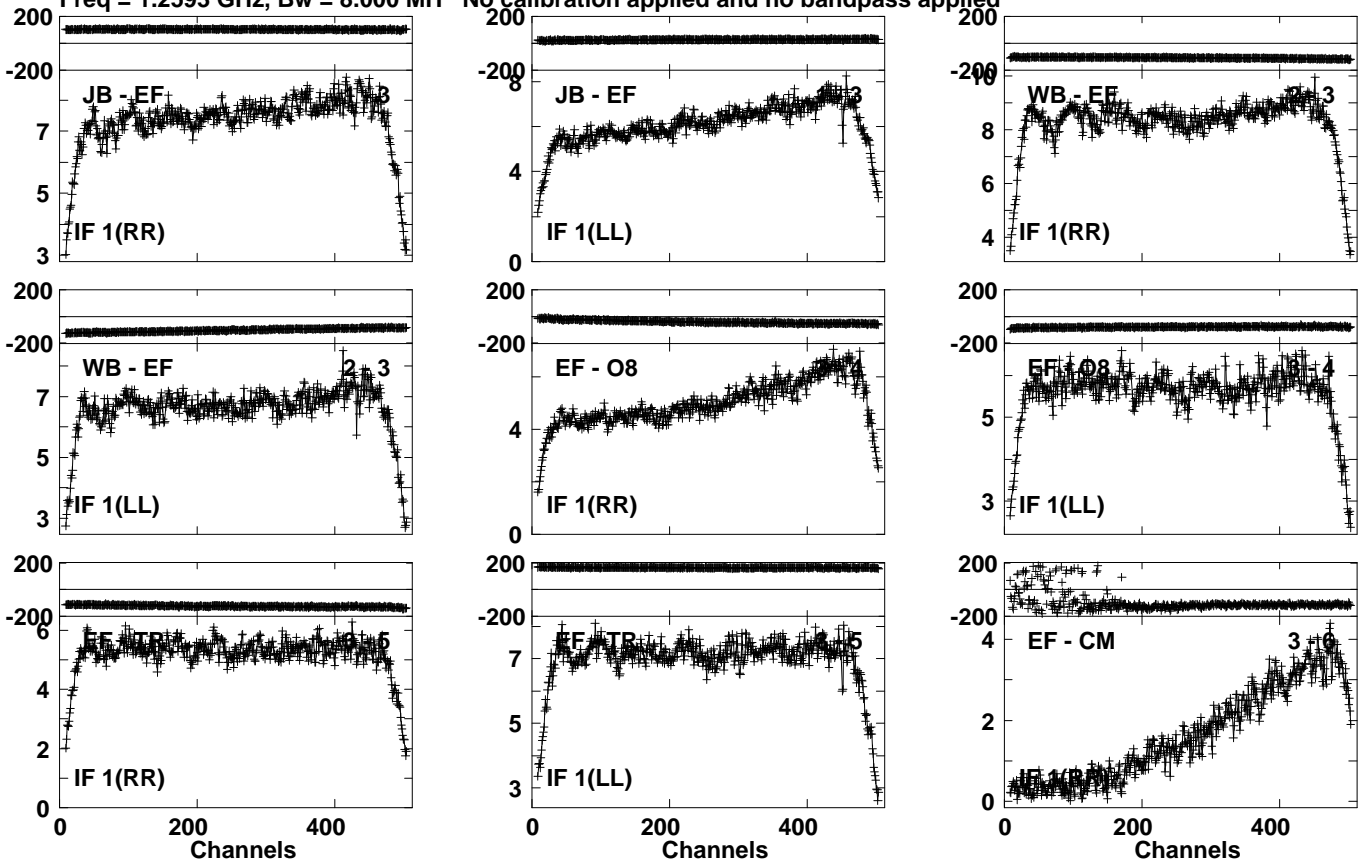 Freq = 1.2593 GHz, Bw = 8.000 MH No calibration applied and no bandpass applied
200
-200
JB - EF 3
7
5
3
IF 1(RR)
200
-200
JB - EF 3
8
4
0
IF 1(LL)
200
-200
WB - EF 2 - 3
10
8
6
4
IF 1(RR)
200
-200
WB - EF 2 - 3
7
5
3
IF 1(LL)
200
-200
EF - O8 4
4
0
IF 1(RR)
200
-200
EF - O8 3 - 4
5
3
IF 1(LL)
200
-200
EF - TR 3 - 5
6
4
2
0
IF 1(RR)
0 200 400
Channels
200
-200
EF - TR 3 - 5
7
5
3
IF 1(LL)
0 200 400
Channels
200
-200
EF - CM 3 - 6
4
2
0
IF 1(RR)
0 200 400
Channels